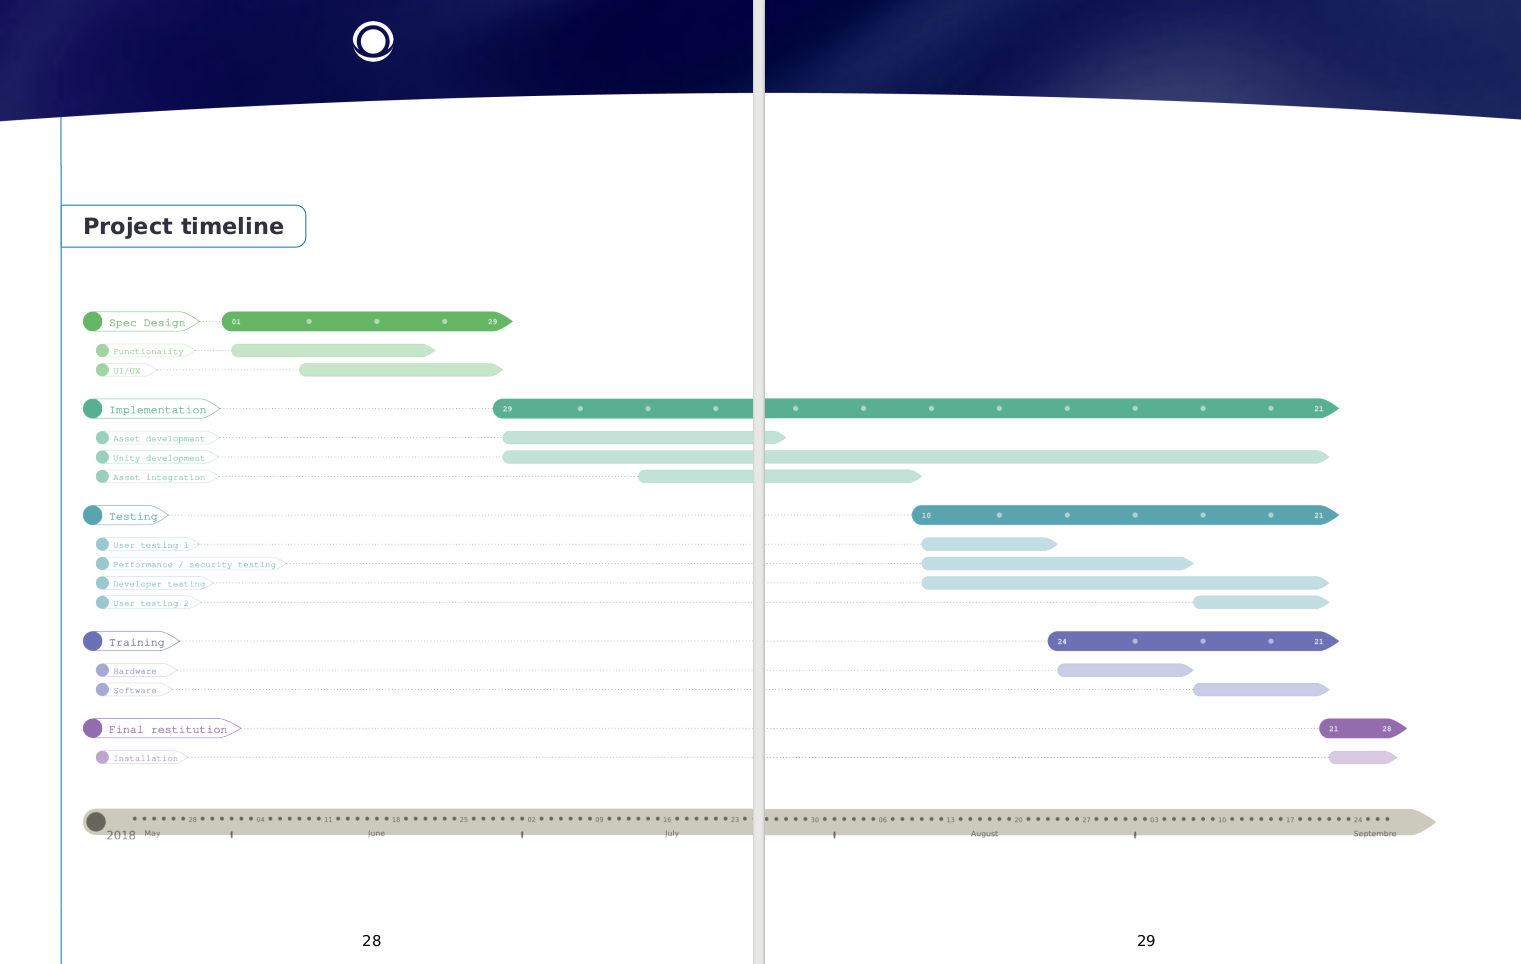 Project timeline
Spec Design 01 29
Functionality
UI/UX
Implementation 29 21
Asset development
Unity development
Asset integration
Testing 10 21
User testing 1
Performance / security testing
Developer testing
User testing 2
Training 24 21
Hardware
Software
Final restitution 21 28
Installation
28 04 11 18 25 02 09 16 23 30 06 13 20 27 03 10 17 24
2018 May June July August Septembre
28 29